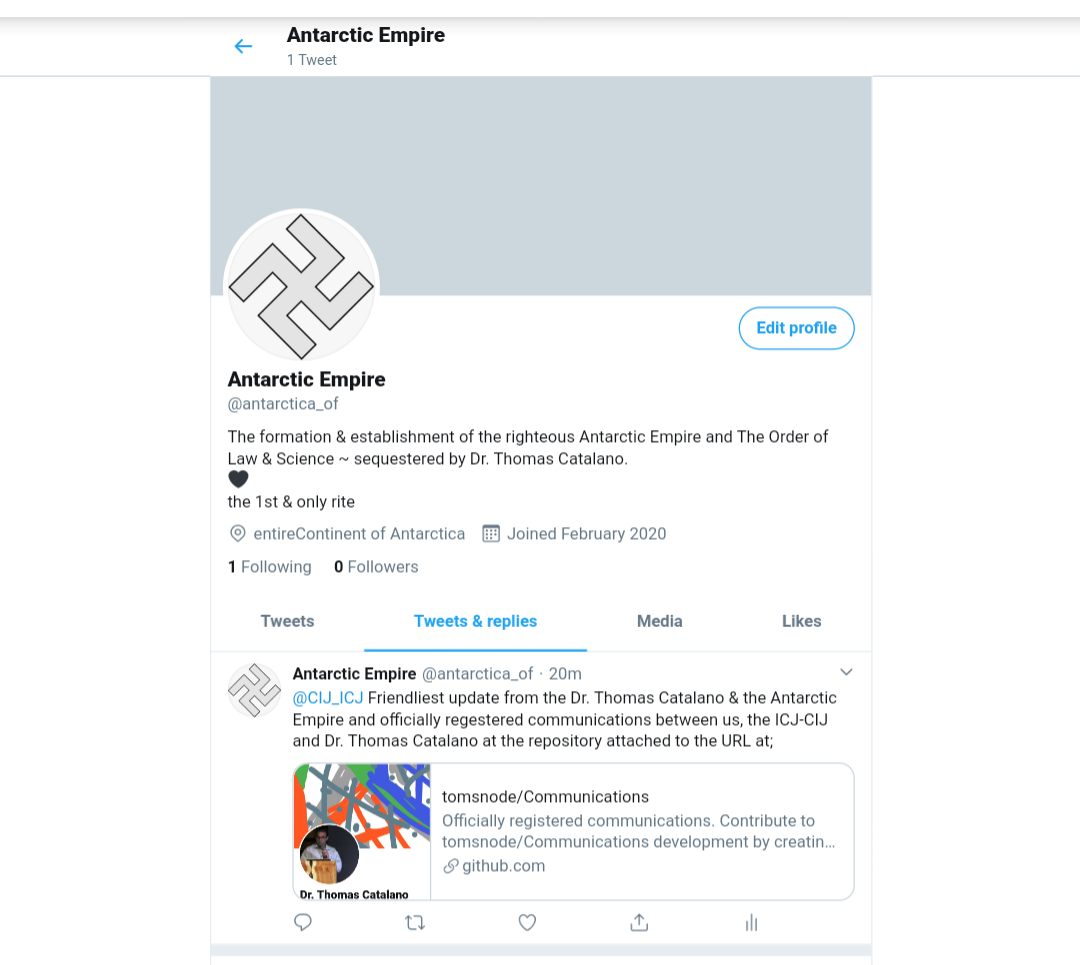 Antarctic Empire
1 Tweet
Edit profile
Antarctic Empire
@antarctica_of
The formation & establishment of the righteous Antarctic Empire and The Order of
Law & Science ~ sequestered by Dr. Thomas Catalano.
🖤
the 1st & only rite
entireContinent of Antarctica Joined February 2020
1 Following 0 Followers
Tweets Tweets & replies Media Likes
Antarctic Empire @antarctica_of · 20m
@CIJ_ICJ Friendliest update from the Dr. Thomas Catalano & the Antarctic
Empire and officially regestered communications between us, the ICJ-CIJ
and Dr. Thomas Catalano at the repository attached to the URL at;
tomsnode/Communications
Officially registered communications. Contribute to
tomsnode/Communications development by creatin...
github.com
Dr. Thomas Catalano